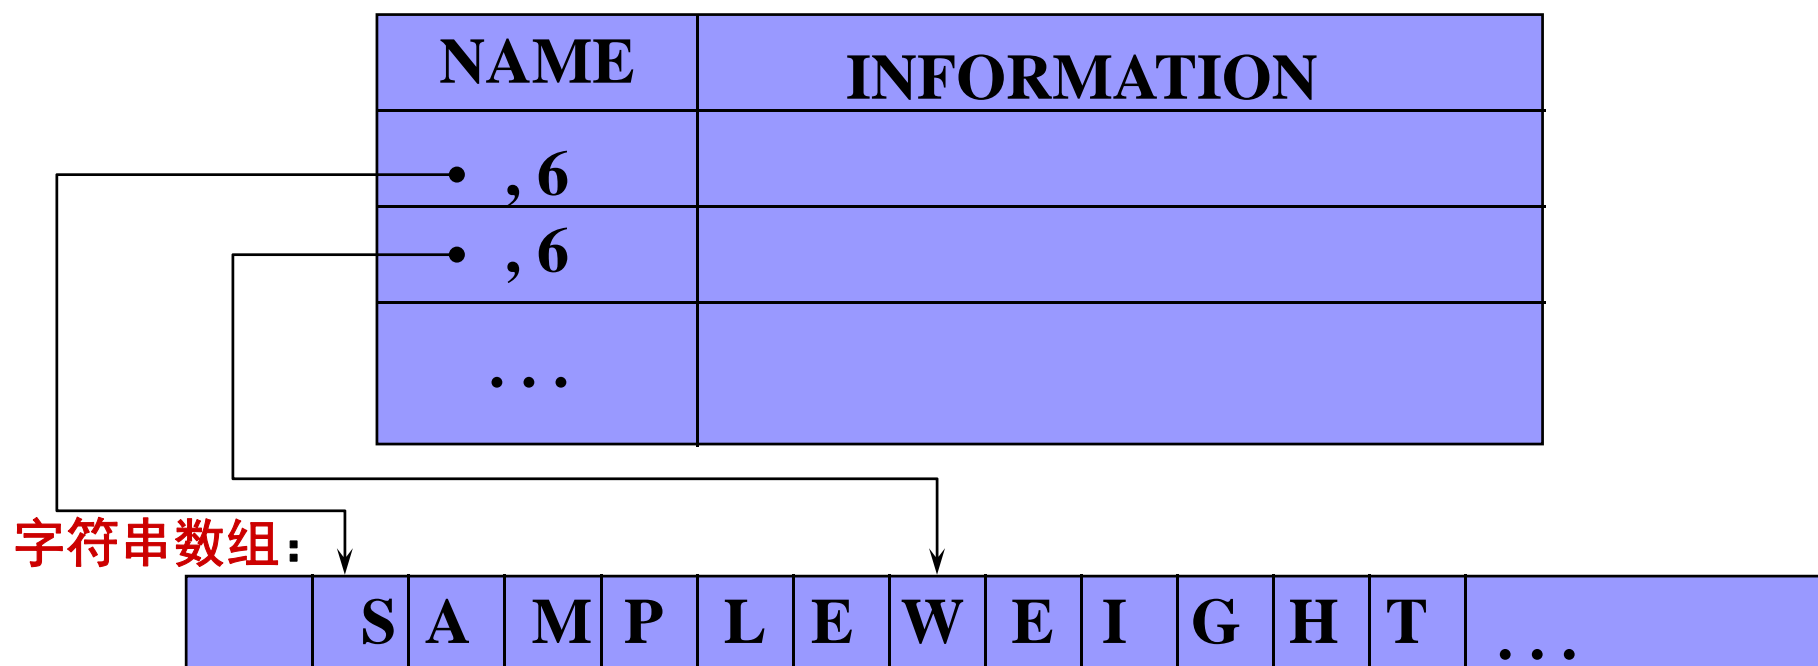 NAME INFORMATION
, 6
, 6
...
字符串数组：
S A M P L E W E I G H T ...